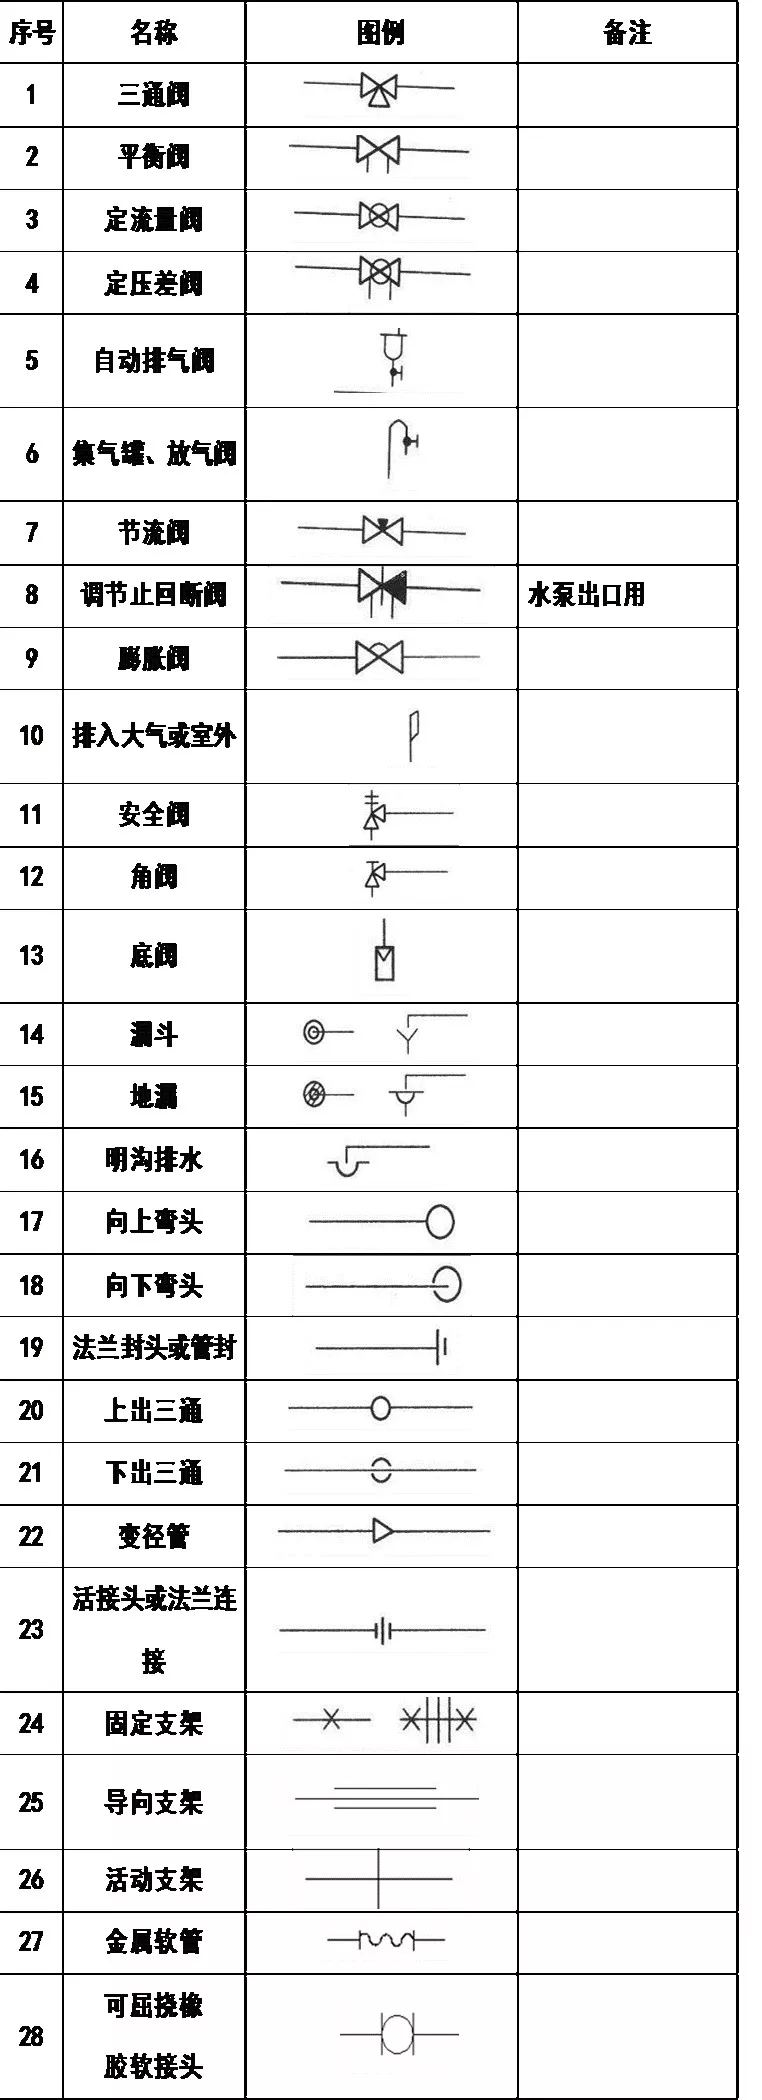 序号 名称 图例 备注
1 三通阀
2 平衡阀
3 定流量阀
4 定压差阀
5 自动排气阀
6 集气罐、放气阀
7 节流阀
8 调节止回断阀 水泵出口用
9 膨胀阀
10 排入大气或室外
11 安全阀
12 角阀
13 底阀
14 漏斗
15 地漏
16 明沟排水
17 向上弯头
18 向下弯头
19 法兰封头或管封
20 上出三通
21 下出三通
22 变径管
23 活接头或法兰连
接
24 固定支架
25 导向支架
26 活动支架
27 金属软管
28 可屈挠橡
胶软接头